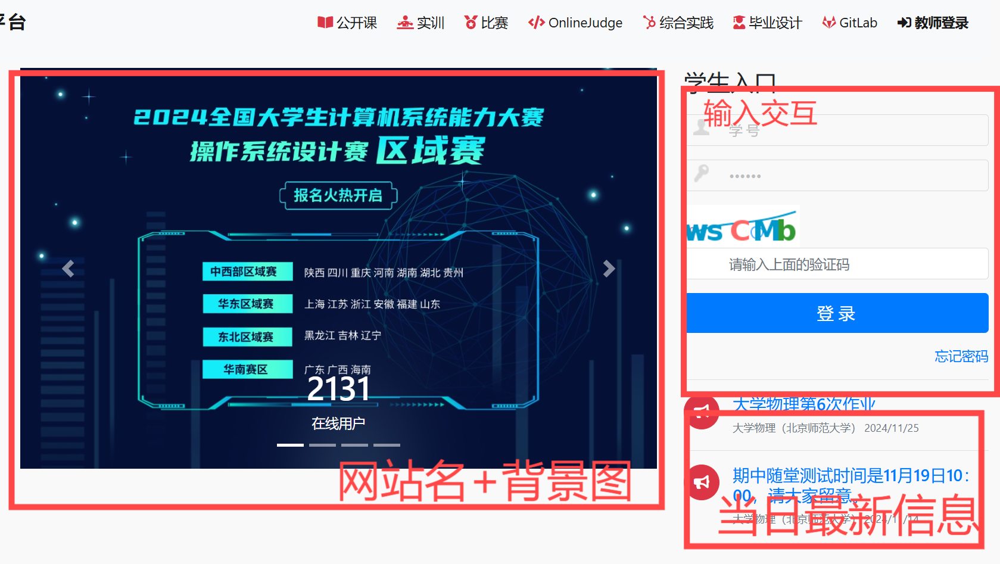 平台
公开课 实训 比赛 OnlineJudge 综合实践 毕业设计 GitLab 教师登录
2024全国大学生计算机系统能力大赛
操作系统设计赛 区域赛
报名火热开启
中西部区域赛 陕西 四川 重庆 河南 湖南 湖北 贵州
华东区域赛 上海 江苏 浙江 安徽 福建 山东
东北区域赛 黑龙江 吉林 辽宁
华南赛区 广东 广西 海南
2131
在线用户
网站名+背景图
学生入口
输入交互
学号
ws CMb
请输入上面的验证码
登录
忘记密码
大学物理第6次作业
大学物理（北京师范大学） 2024/11/25
期中随堂测试时间是11月19日10：
00，请大家留意。
当日最新信息
大学物理（北京师范大学） 2024/11/14